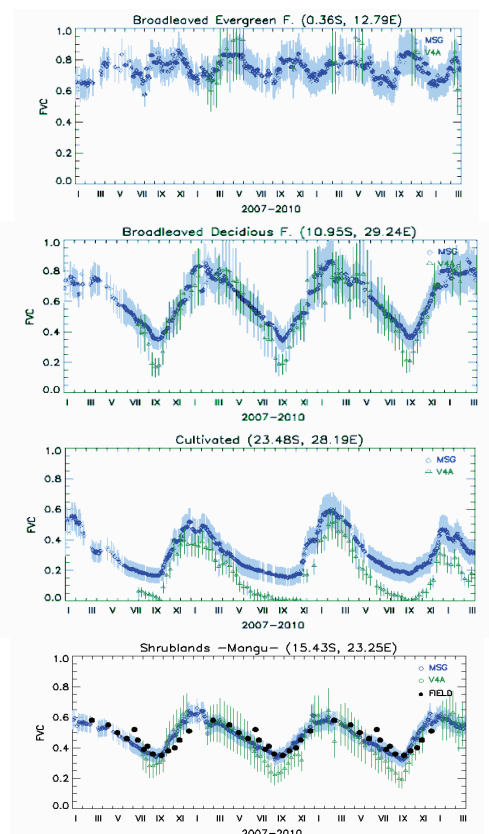 Broadleaved Evergreen F. (0.36S, 12.79E)
1.0
0.8
0.6
0.4
0.2
0.0
FVC
MSG
V4A
I III V VII IX XI I III V VII IX XI I III V VII IX XI I III
2007-2010
Broadleaved Decidious F. (10.95S, 29.24E)
1.0
0.8
0.6
0.4
0.2
0.0
FVC
MSG
V4A
I III V VII IX XI I III V VII IX XI I III V VII IX XI I III
2007-2010
Cultivated (23.48S, 28.19E)
1.0
0.8
0.6
0.4
0.2
0.0
FVC
MSG
V4A
I III V VII IX XI I III V VII IX XI I III V VII IX XI I III
2007-2010
Shrublands -Mongu- (15.43S, 23.25E)
1.0
0.8
0.6
0.4
0.2
0.0
FVC
MSG
V4A
FIELD
I III V VII IX XI I III V VII IX XI I III V VII IX XI I III
2007-2010